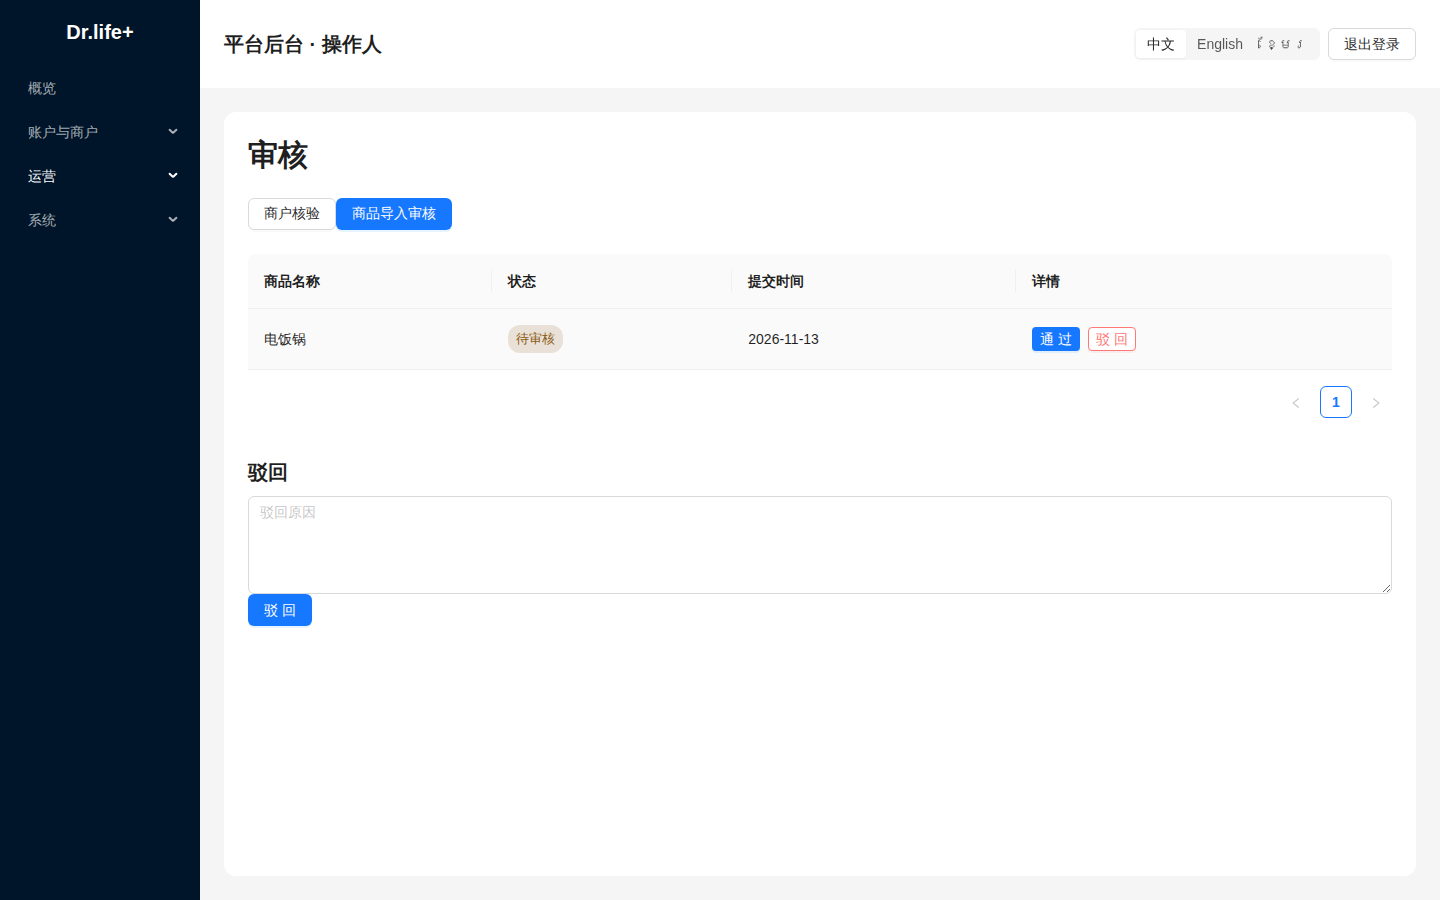 Dr.life+
概览
账户与商户
运营
系统
平台后台 · 操作人
中文 English ខ្មែរ
退出登录
审核
商户核验 商品导入审核
商品名称 状态 提交时间 详情
电饭锅 待审核 2026-11-13 通过 驳回
1
驳回
驳回原因
驳回